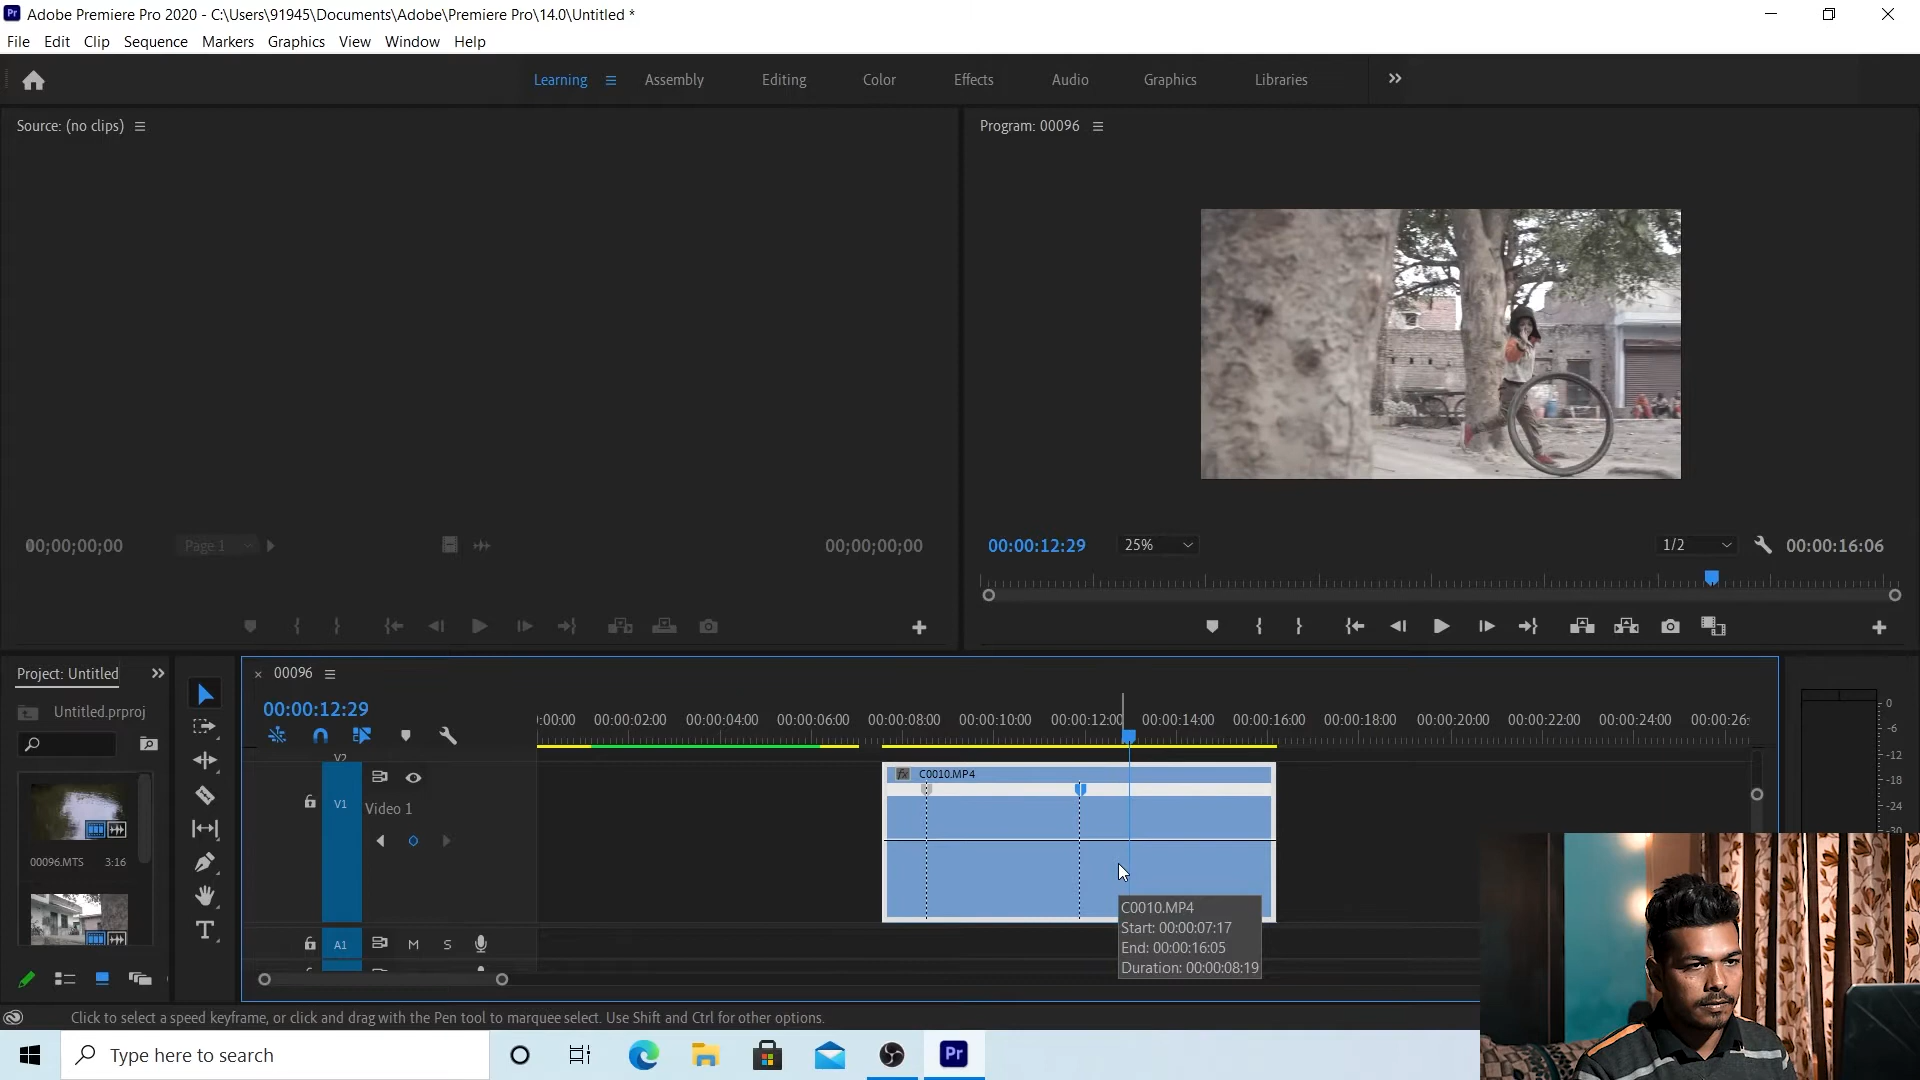 Pr Adobe Premiere Pro 2020 - C:\Users\91945\Documents\Adobe\Premiere Pro\14.0\Untitled *
File Edit Clip Sequence Markers Graphics View Window Help
Learning Assembly Editing Color Effects Audio Graphics Libraries
Source: (no clips)
Program: 00096
00;00;00;00 Page 1 00;00;00;00
00:00:12:29 25% 1/2 00:00:16:06
Project: Untitled
Untitled.prproj
00096.MTS 3:16
00096
00:00:12:29
:00:00 00:00:02:00 00:00:04:00 00:00:06:00 00:00:08:00 00:00:10:00 00:00:12:00 00:00:14:00 00:00:16:00 00:00:18:00 00:00:20:00 00:00:22:00 00:00:24:00 00:00:26:
V2
fx C0010.MP4
V1 Video 1
A1 M S
T
C0010.MP4
Start: 00:00:07:17
End: 00:00:16:05
Duration: 00:00:08:19
0
-6
-12
-18
-24
-30
Click to select a speed keyframe, or click and drag with the Pen tool to marquee select. Use Shift and Ctrl for other options.
Type here to search
Pr